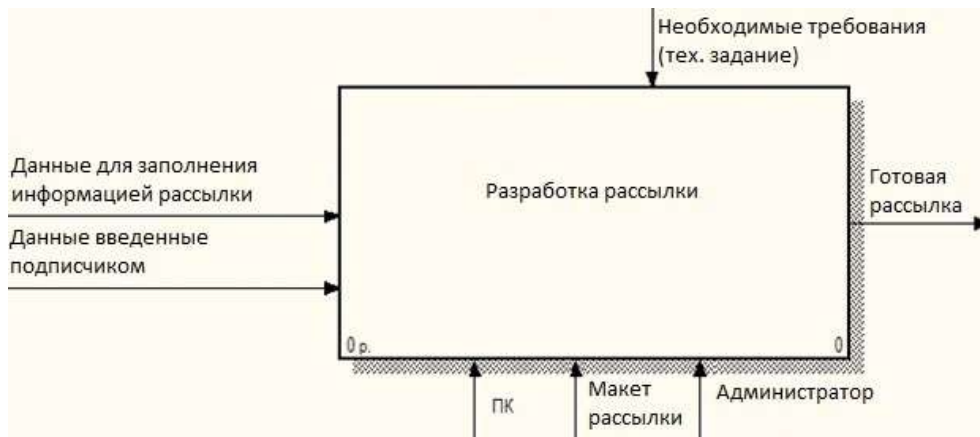 Необходимые требования
(тех. задание)
Данные для заполнения
информацией рассылки
Разработка рассылки
Готовая
рассылка
Данные введенные
подписчиком
0 р.
0
ПК
Макет
рассылки
Администратор